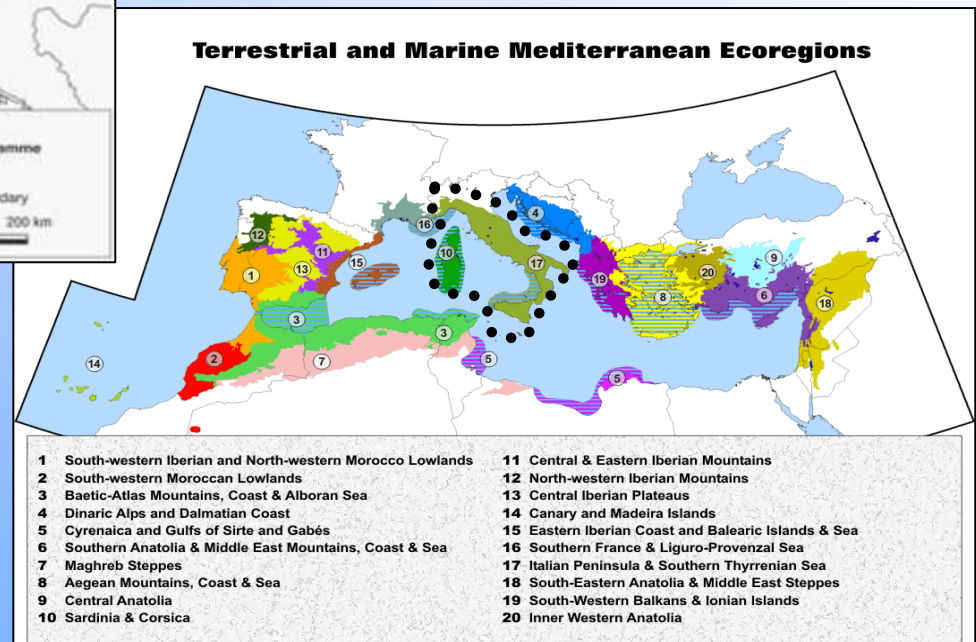 amme
dary
200 km
Terrestrial and Marine Mediterranean Ecoregions
12
11
1
13
15
16
10
4
17
19
8
20
9
6
18
3
3
2
7
5
5
14
1 South-western Iberian and North-western Morocco Lowlands
2 South-western Moroccan Lowlands
3 Baetic-Atlas Mountains, Coast & Alboran Sea
4 Dinaric Alps and Dalmatian Coast
5 Cyrenaica and Gulfs of Sirte and Gabés
6 Southern Anatolia & Middle East Mountains, Coast & Sea
7 Maghreb Steppes
8 Aegean Mountains, Coast & Sea
9 Central Anatolia
10 Sardinia & Corsica
11 Central & Eastern Iberian Mountains
12 North-western Iberian Mountains
13 Central Iberian Plateaus
14 Canary and Madeira Islands
15 Eastern Iberian Coast and Balearic Islands & Sea
16 Southern France & Liguro-Provenzal Sea
17 Italian Peninsula & Southern Thyrrenian Sea
18 South-Eastern Anatolia & Middle East Steppes
19 South-Western Balkans & Ionian Islands
20 Inner Western Anatolia